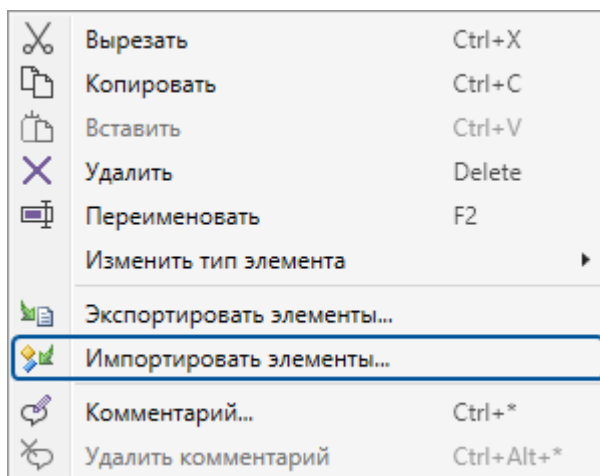 Вырезать Ctrl+X
Копировать Ctrl+C
Вставить Ctrl+V
Удалить Delete
Переименовать F2
Изменить тип элемента
Экспортировать элементы...
Импортировать элементы...
Комментарий... Ctrl+*
Удалить комментарий Ctrl+Alt+*